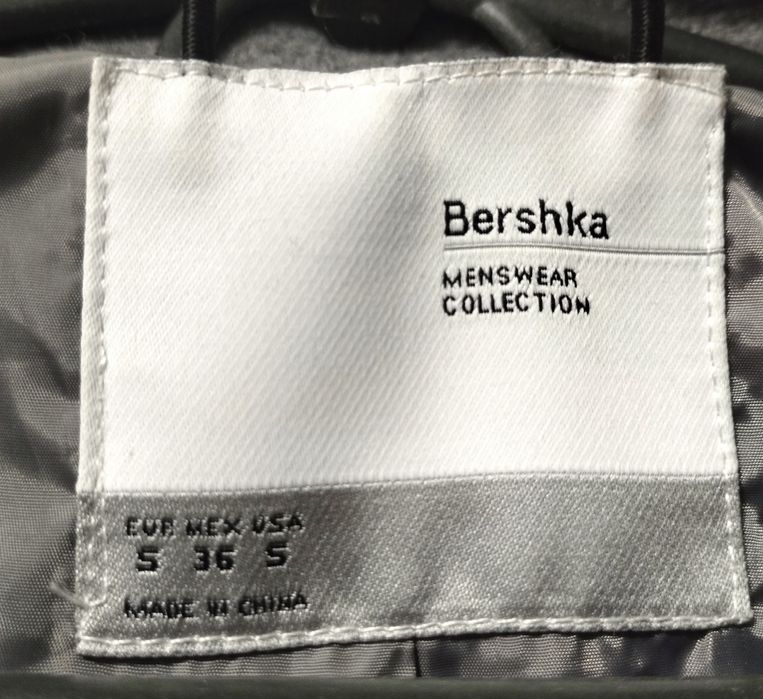 Bershka
MENSWEAR
COLLECTION
EUR MEX USA
S 36 S
MADE IN CHINA